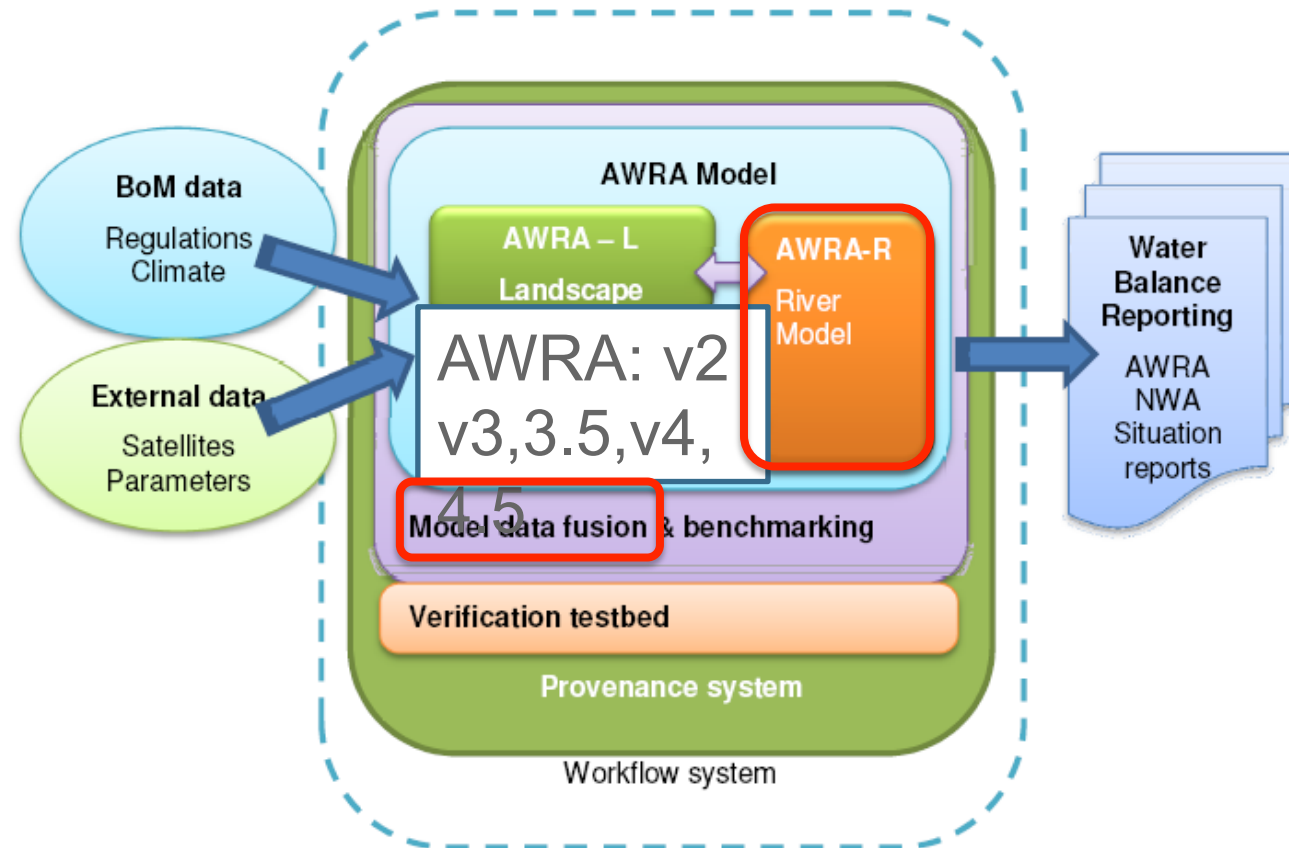 BoM data
Regulations
Climate
External data
Satellites
Parameters
AWRA Model
AWRA – L
Landscape
AWRA-R
River
Model
AWRA: v2
v3,3.5,v4,
4.5
Model data fusion & benchmarking
Verification testbed
Provenance system
Workflow system
Water
Balance
Reporting
AWRA
NWA
Situation
reports